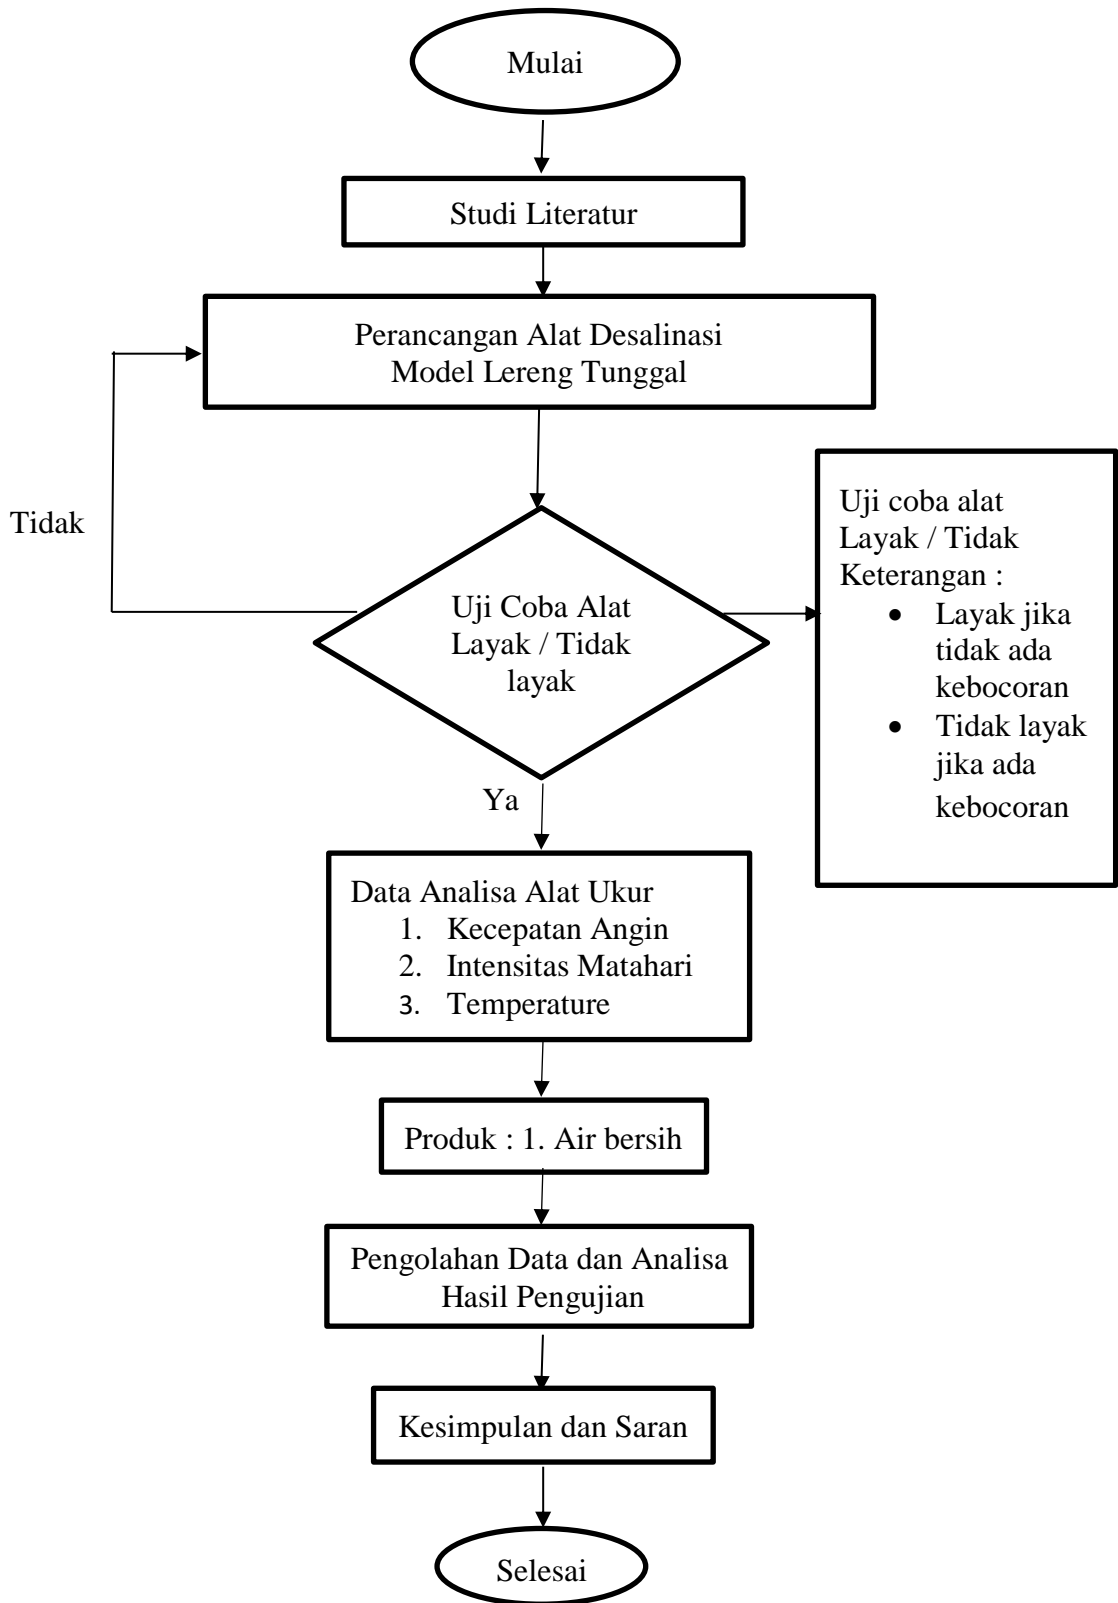 Mulai
Studi Literatur
Perancangan Alat Desalinasi
Model Lereng Tunggal
Tidak
Uji Coba Alat
Layak / Tidak
layak
Uji coba alat
Layak / Tidak
Keterangan :
• Layak jika
tidak ada
kebocoran
• Tidak layak
jika ada
kebocoran
Ya
Data Analisa Alat Ukur
1. Kecepatan Angin
2. Intensitas Matahari
3. Temperature
Produk : 1. Air bersih
Pengolahan Data dan Analisa
Hasil Pengujian
Kesimpulan dan Saran
Selesai